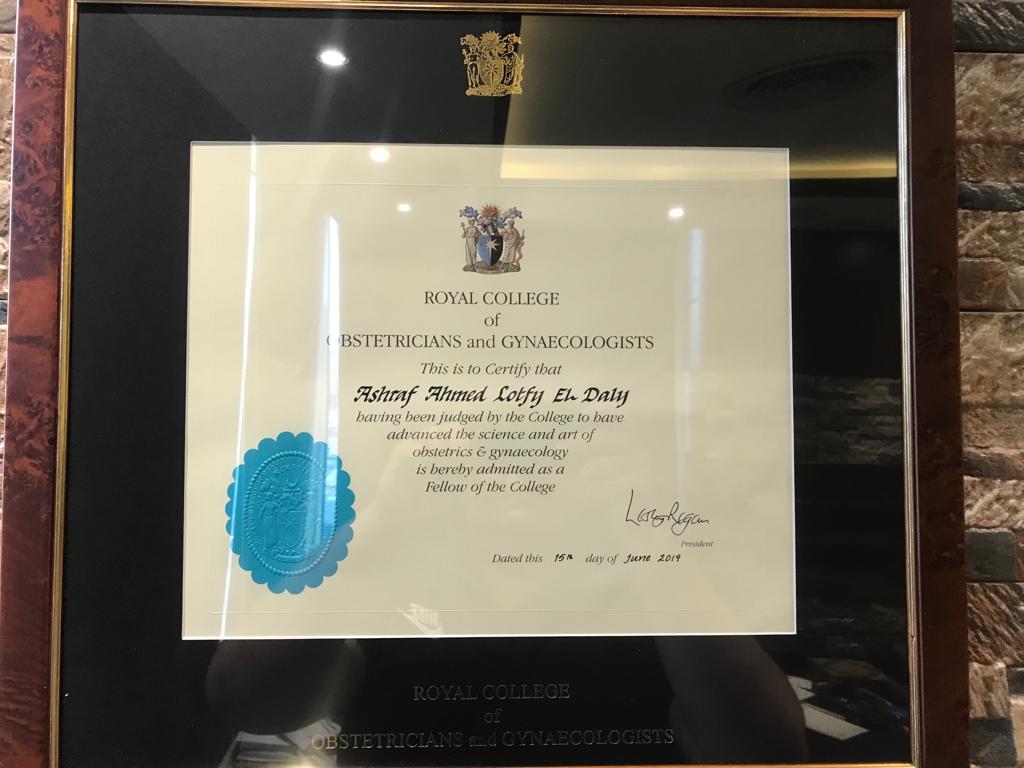 ROYAL COLLEGE
of
OBSTETRICIANS and GYNAECOLOGISTS
This is to Certify that
Ashraf Ahmed Lotfy El-Daly
having been judged by the College to have
advanced the science and art of
obstetrics & gynaecology
is hereby admitted as a
Fellow of the College
Lesley Regan
President
Dated this 15th day of June 2019
ROYAL COLLEGE
of
OBSTETRICIANS and GYNAECOLOGISTS